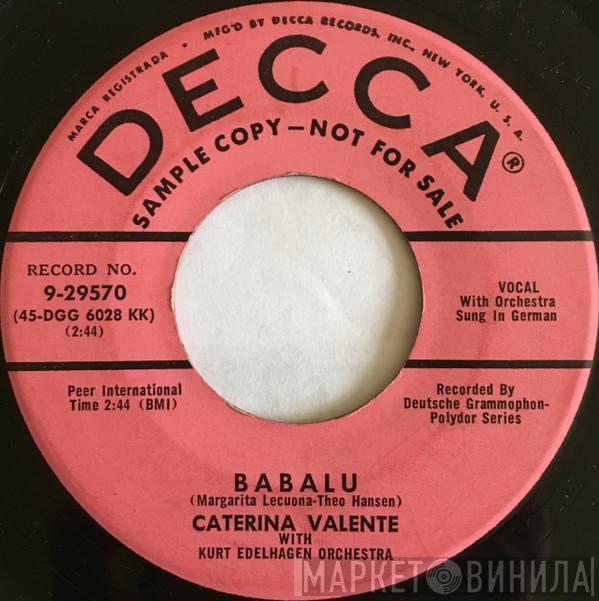 MARCA REGISTRADA • MFG'D BY DECCA RECORDS, INC., NEW YORK, U. S. A.
DECCA®
SAMPLE COPY—NOT FOR SALE
RECORD NO.
9-29570
(45-DGG 6028 KK)
(2:44)
VOCAL
With Orchestra
Sung In German
Peer International
Time 2:44 (BMI)
Recorded By
Deutsche Grammophon-
Polydor Series
BABALU
(Margarita Lecuona-Theo Hansen)
CATERINA VALENTE
WITH
KURT EDELHAGEN ORCHESTRA
МАРКЕТ ВИНИЛА